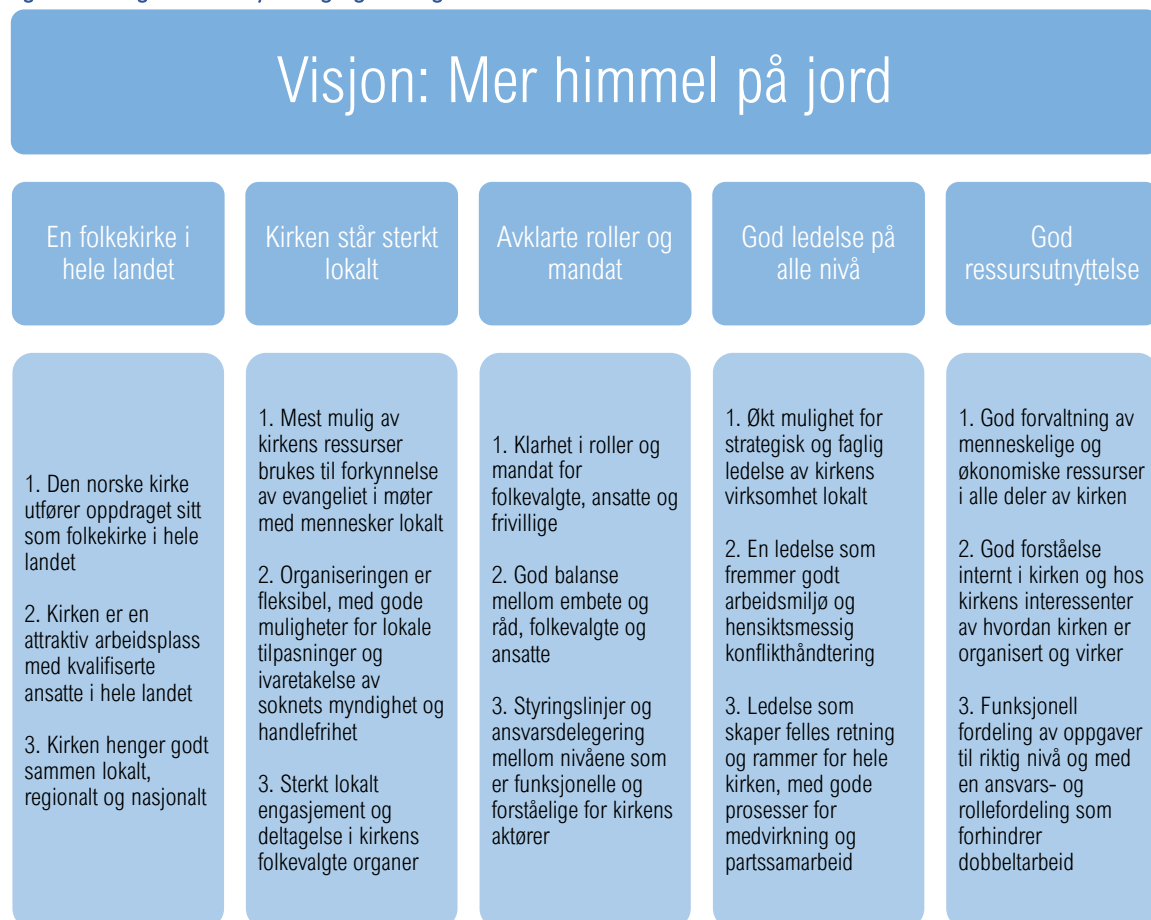 Visjon: Mer himmel på jord
En folkekirke i
hele landet
Kirken står sterkt
lokalt
Avklarte roller og
mandat
God ledelse på
alle nivå
God
ressursutnyttelse
1. Den norske kirke
utfører oppdraget sitt
som folkekirke i hele
landet
2. Kirken er en
attraktiv arbeidsplass
med kvalifiserte
ansatte i hele landet
3. Kirken henger godt
sammen lokalt,
regionalt og nasjonalt
1. Mest mulig av
kirkens ressurser
brukes til forkynnelse
av evangeliet i møter
med mennesker lokalt
2. Organiseringen er
fleksibel, med gode
muligheter for lokale
tilpasninger og
ivaretakelse av
soknets myndighet og
handlefrihet
3. Sterkt lokalt
engasjement og
deltagelse i kirkens
folkevalgte organer
1. Klarhet i roller og
mandat for
folkevalgte, ansatte og
frivillige
2. God balanse
mellom embete og
råd, folkevalgte og
ansatte
3. Styringslinjer og
ansvarsdelegering
mellom nivåene som
er funksjonelle og
forståelige for kirkens
aktører
1. Økt mulighet for
strategisk og faglig
ledelse av kirkens
virksomhet lokalt
2. En ledelse som
fremmer godt
arbeidsmiljø og
hensiktsmessig
konflikthåndtering
3. Ledelse som
skaper felles retning
og rammer for hele
kirken, med gode
prosesser for
medvirkning og
partssamarbeid
1. God forvaltning av
menneskelige og
økonomiske ressurser
i alle deler av kirken
2. God forståelse
internt i kirken og hos
kirkens interessenter
av hvordan kirken er
organisert og virker
3. Funksjonell
fordeling av oppgaver
til riktig nivå og med
en ansvars- og
rollefordeling som
forhindrer
dobbeltarbeid